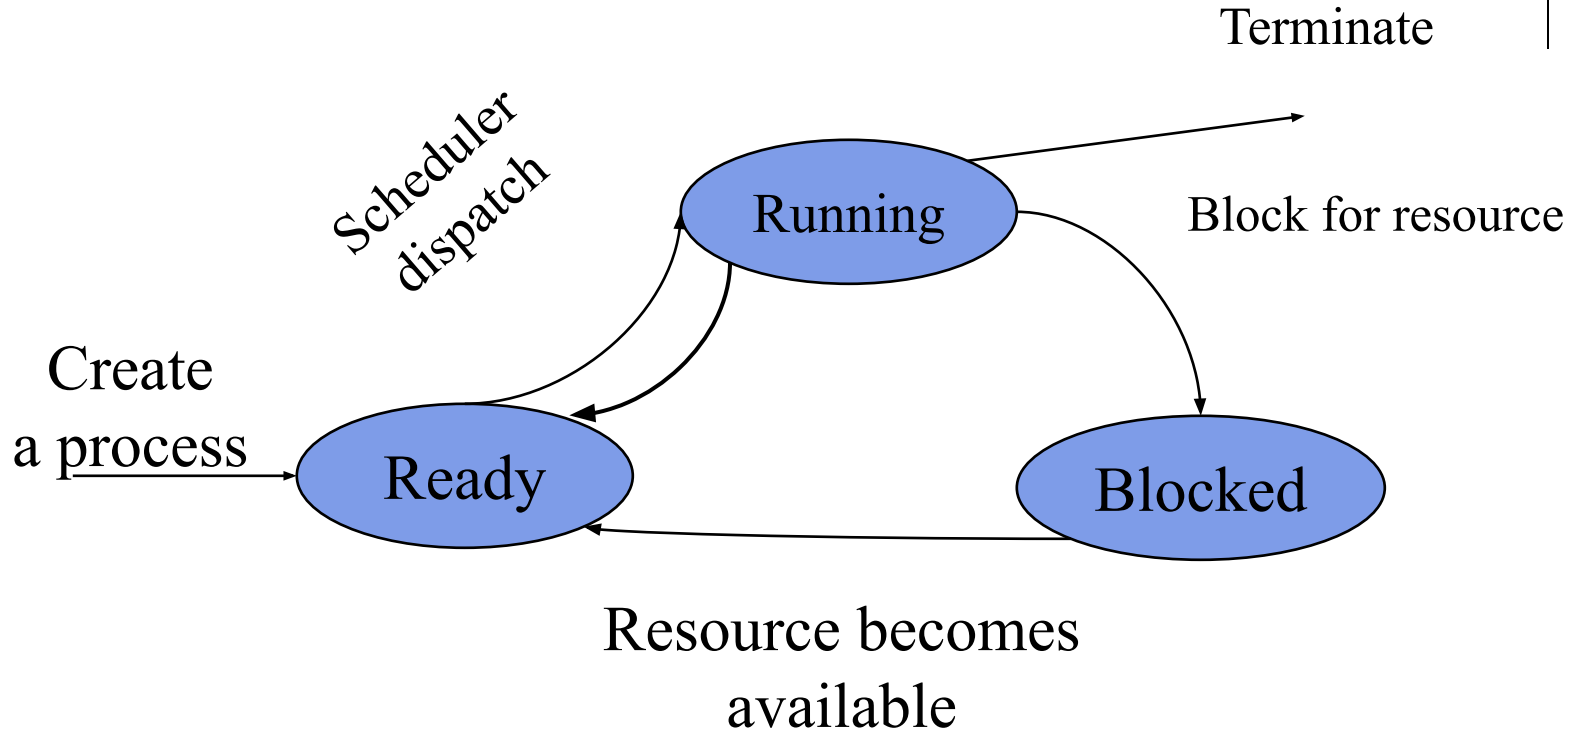 Terminate
Scheduler
dispatch
Running
Block for resource
Create
a process
Ready
Blocked
Resource becomes
available